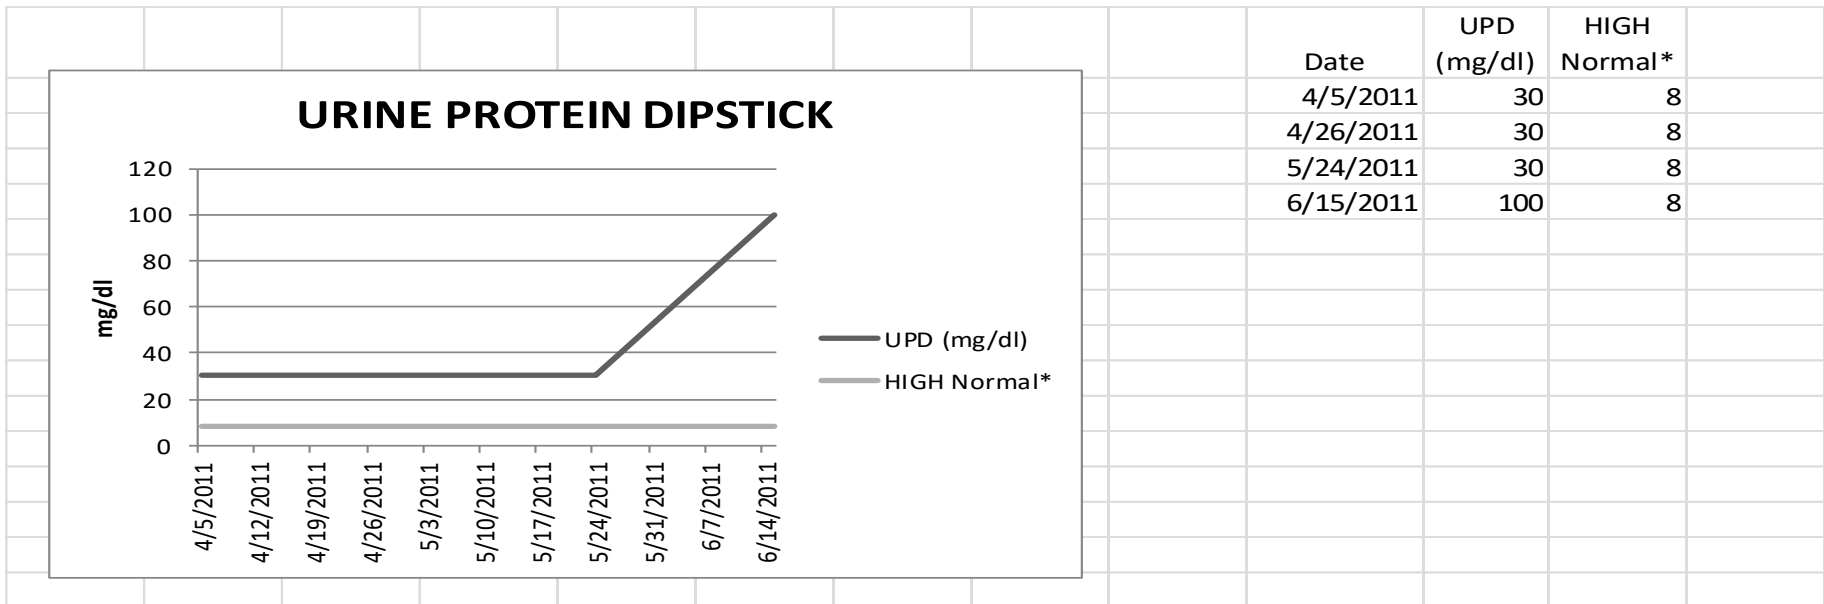 URINE PROTEIN DIPSTICK
mg/dl
120
100
80
60
40
20
0
4/5/2011
4/12/2011
4/19/2011
4/26/2011
5/3/2011
5/10/2011
5/17/2011
5/24/2011
5/31/2011
6/7/2011
6/14/2011
UPD (mg/dl)
HIGH Normal*
UPD HIGH
Date (mg/dl) Normal*
4/5/2011 30 8
4/26/2011 30 8
5/24/2011 30 8
6/15/2011 100 8